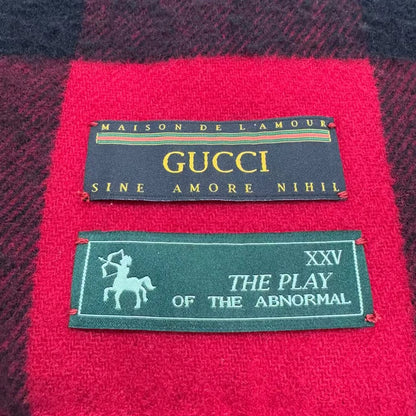 MAISON DE L'AMOUR
GUCCI
SINE AMORE NIHIL
XXV
THE PLAY
OF THE ABNORMAL